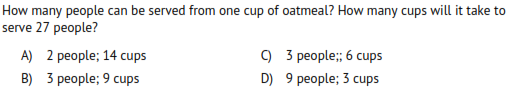 How many people can be served from one cup of oatmeal? How many cups will it take to
serve 27 people?
A) 2 people; 14 cups
C) 3 people;; 6 cups
B) 3 people; 9 cups
D) 9 people; 3 cups